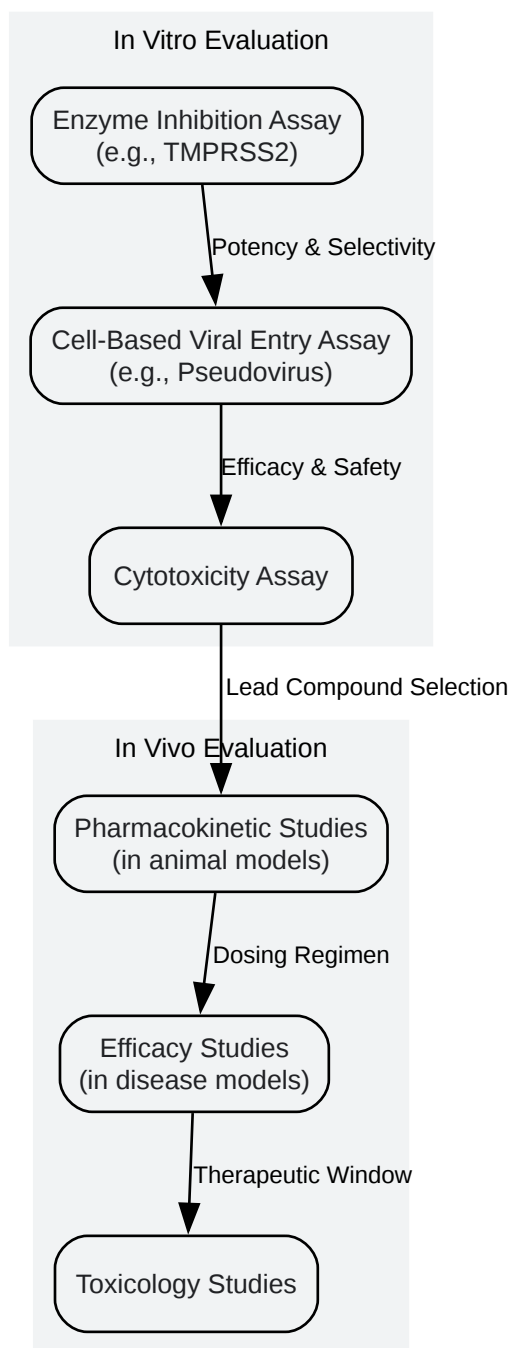 In Vitro Evaluation
Enzyme Inhibition Assay
(e.g., TMPRSS2)
Potency & Selectivity
Cell-Based Viral Entry Assay
(e.g., Pseudovirus)
Efficacy & Safety
Cytotoxicity Assay
Lead Compound Selection
In Vivo Evaluation
Pharmacokinetic Studies
(in animal models)
Dosing Regimen
Efficacy Studies
(in disease models)
Therapeutic Window
Toxicology Studies